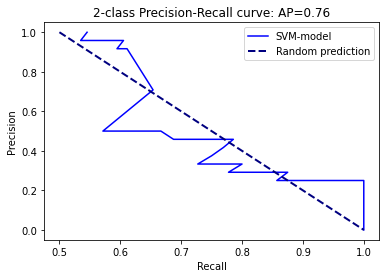 2-class Precision-Recall curve: AP=0.76
SVM-model
Random prediction
Precision
1.0
0.8
0.6
0.4
0.2
0.0
0.5
0.6
0.7
0.8
0.9
1.0
Recall